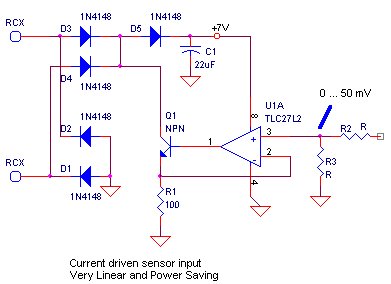 RCX
D3
1N4148
D5
1N4148
+7V
D4
C1
22uF
1N4148
0 ... 50 mV
1N4148
D2
Q1
NPN
U1A
TLC27L2
8
+
3
1
2
-
4
R2
R
R3
R
RCX
D1
1N4148
R1
100
Current driven sensor input
Very Linear and Power Saving